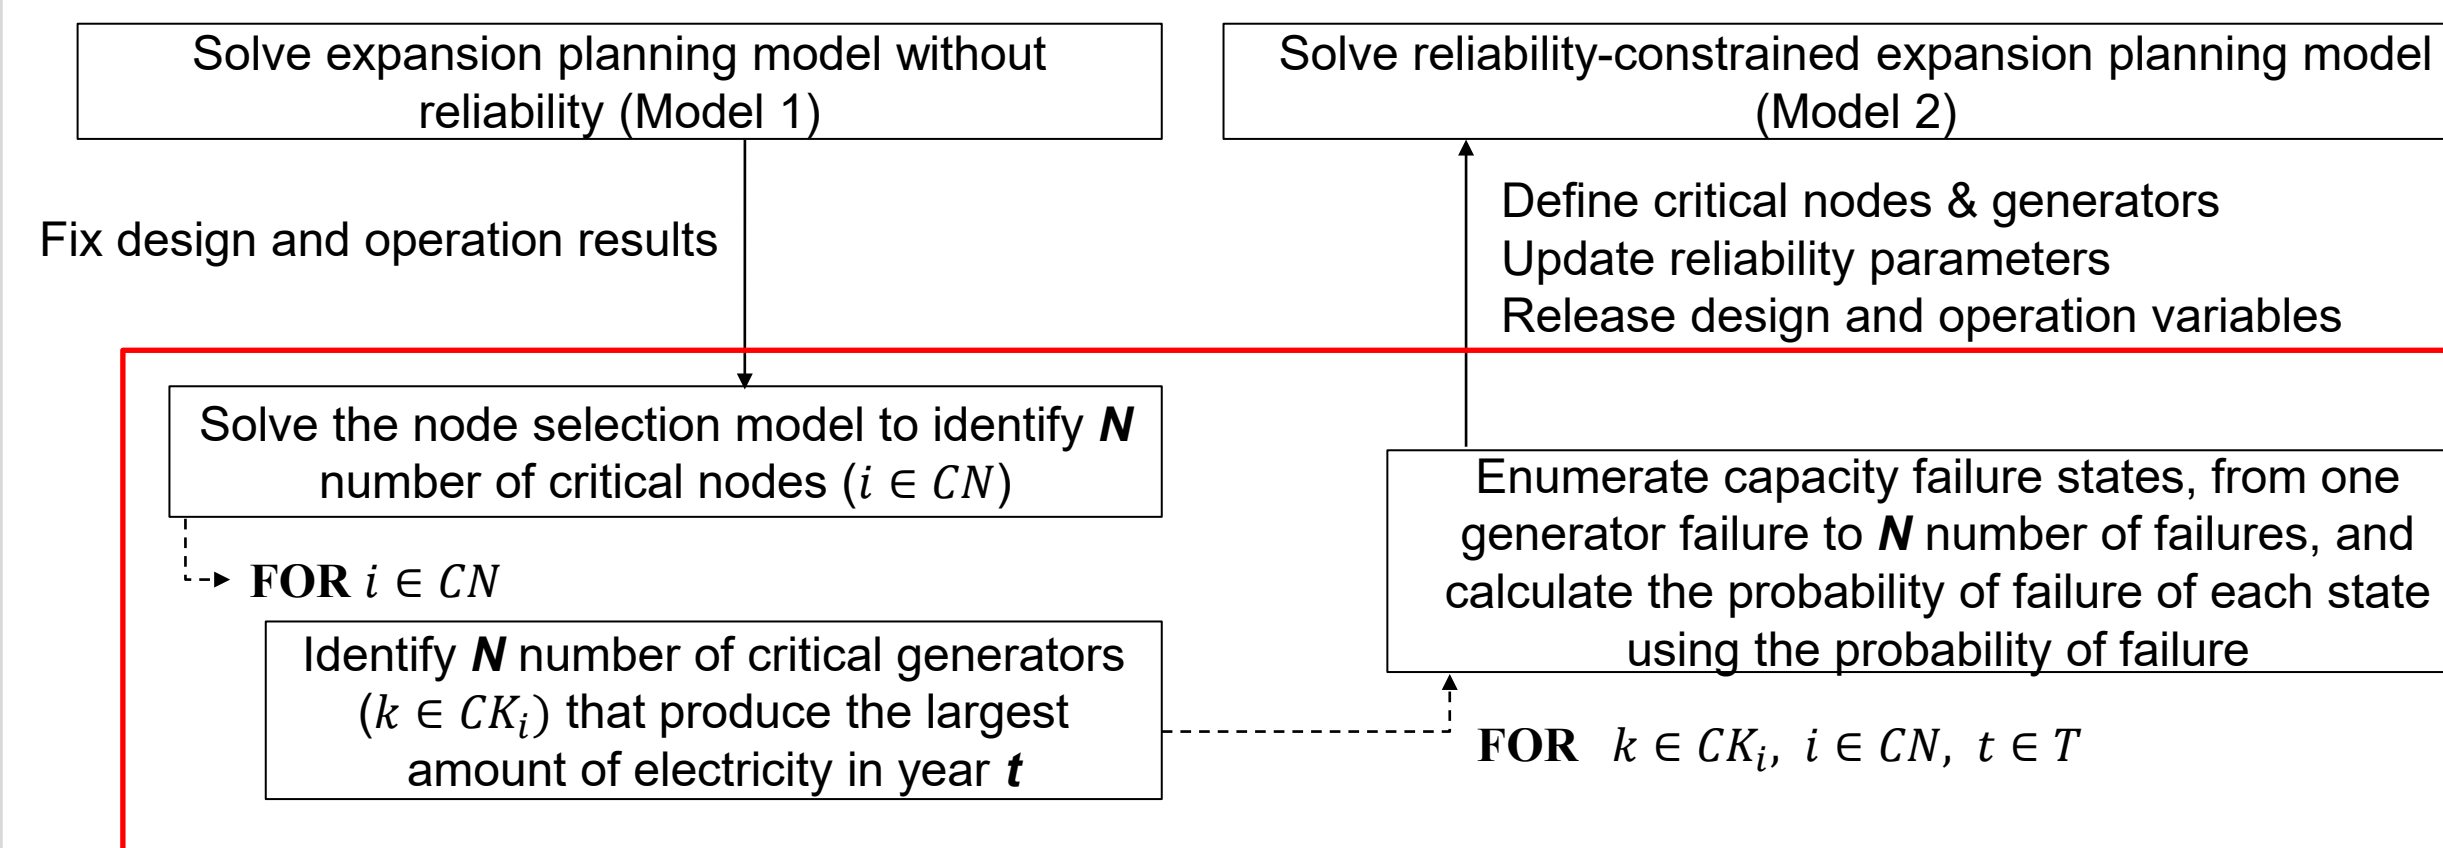 Solve expansion planning model without
reliability (Model 1)
Solve reliability-constrained expansion planning model
(Model 2)
Fix design and operation results
Define critical nodes & generators
Update reliability parameters
Release design and operation variables
Solve the node selection model to identify N
number of critical nodes (i ∈ CN)
FOR i ∈ CN
Identify N number of critical generators
(k ∈ CKᵢ) that produce the largest
amount of electricity in year t
Enumerate capacity failure states, from one
generator failure to N number of failures, and
calculate the probability of failure of each state
using the probability of failure
FOR k ∈ CKᵢ, i ∈ CN, t ∈ T